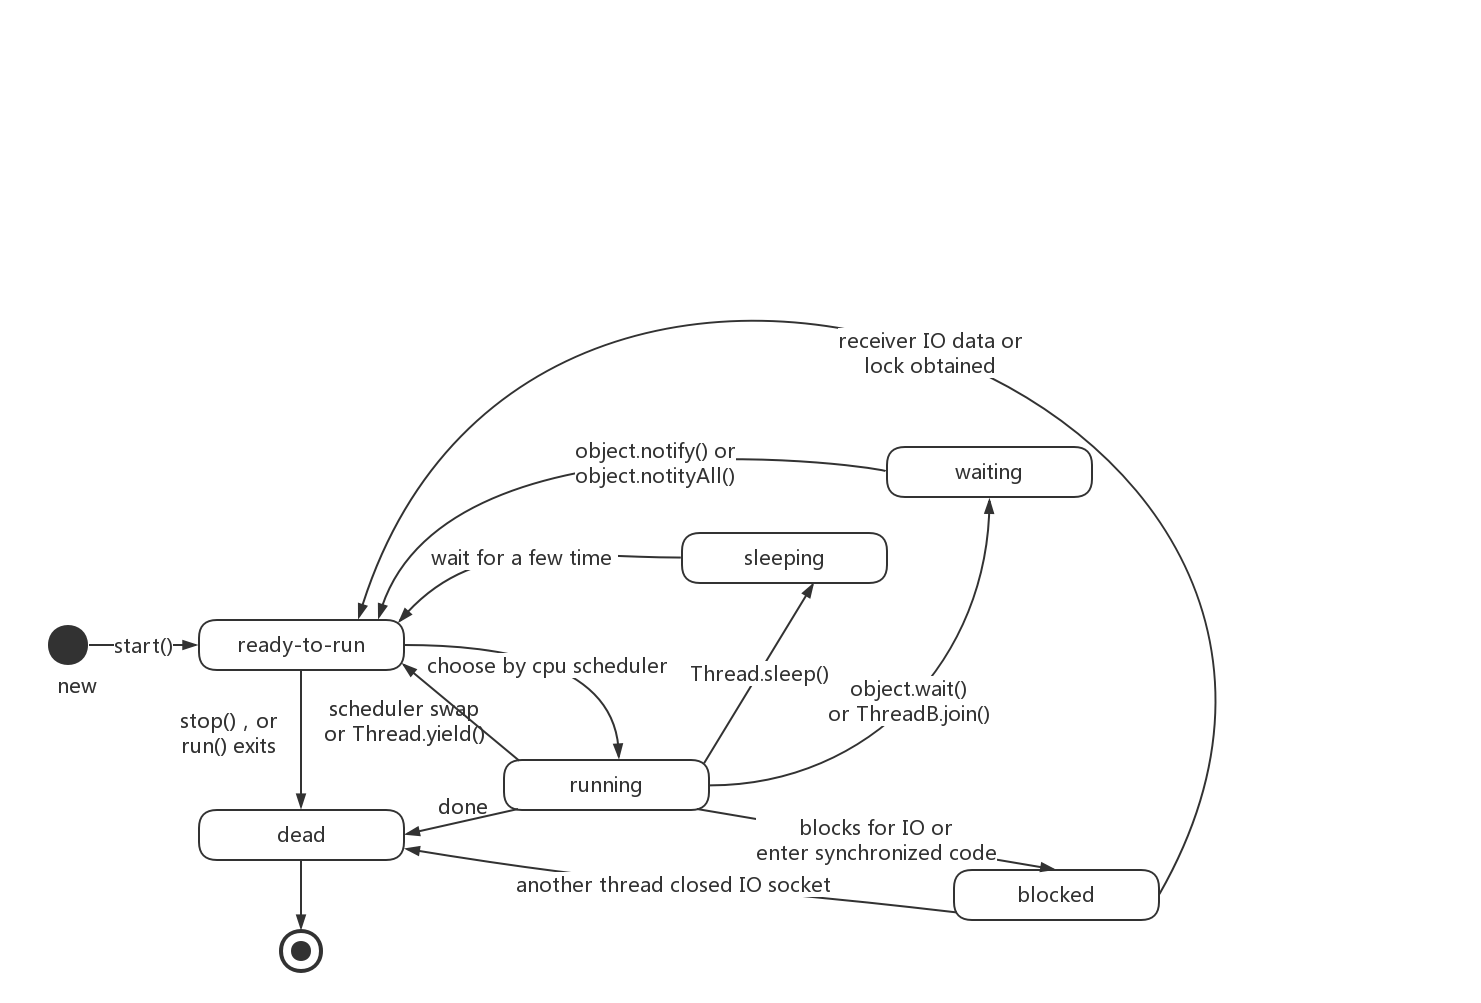 receiver IO data or
lock obtained
object.notify() or
object.notityAll()
waiting
wait for a few time
sleeping
start()
ready-to-run
new
choose by cpu scheduler
Thread.sleep()
object.wait()
or ThreadB.join()
stop() , or
run() exits
scheduler swap
or Thread.yield()
running
done
dead
blocks for IO or
enter synchronized code
another thread closed IO socket
blocked